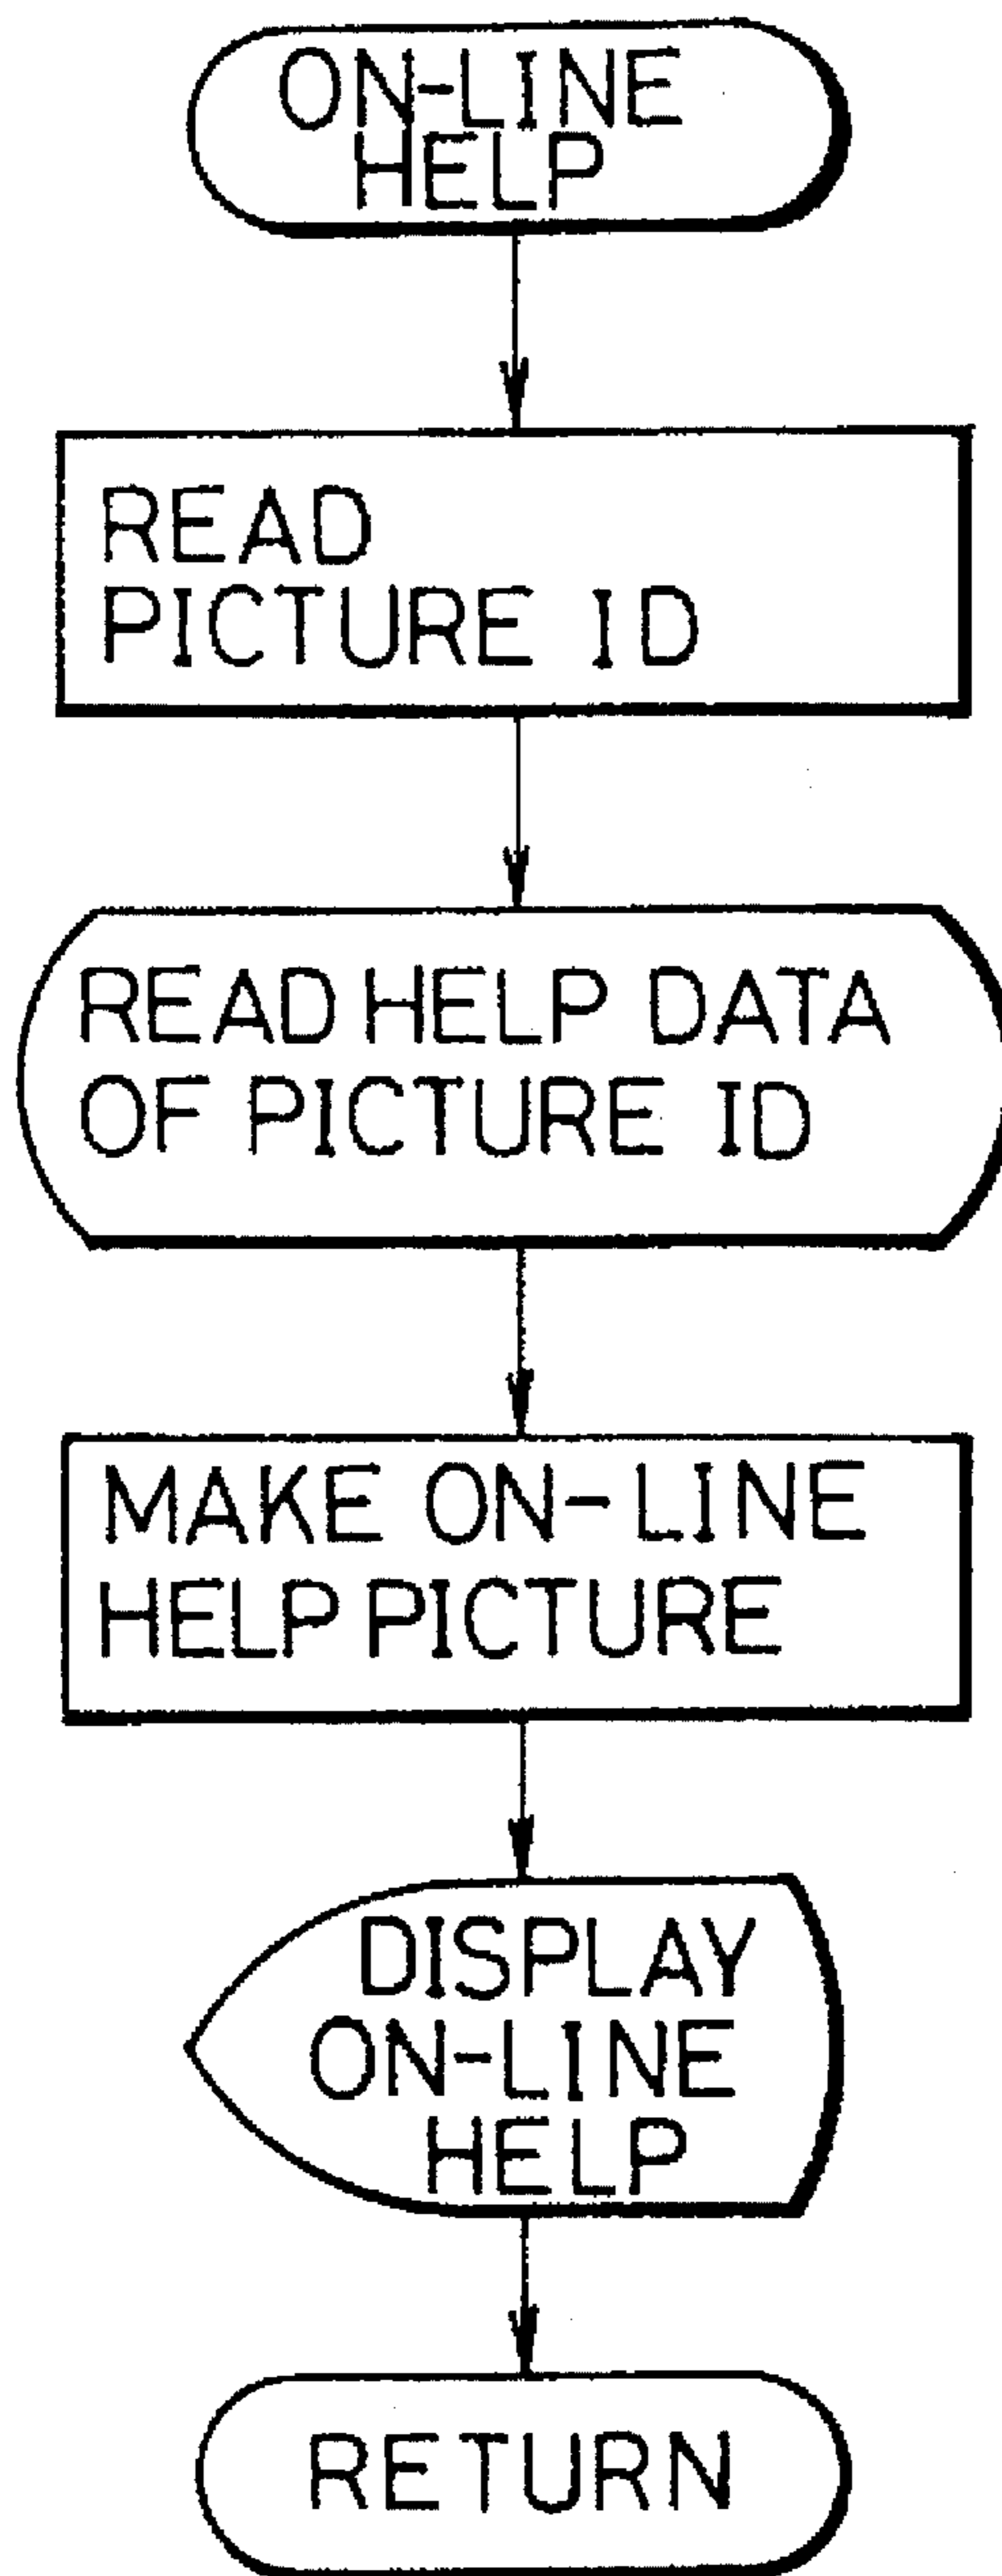 ON-LINE
HELP
READ
PICTURE ID
READ HELP DATA
OF PICTURE ID
MAKE ON-LINE
HELP PICTURE
DISPLAY
ON-LINE
HELP
RETURN